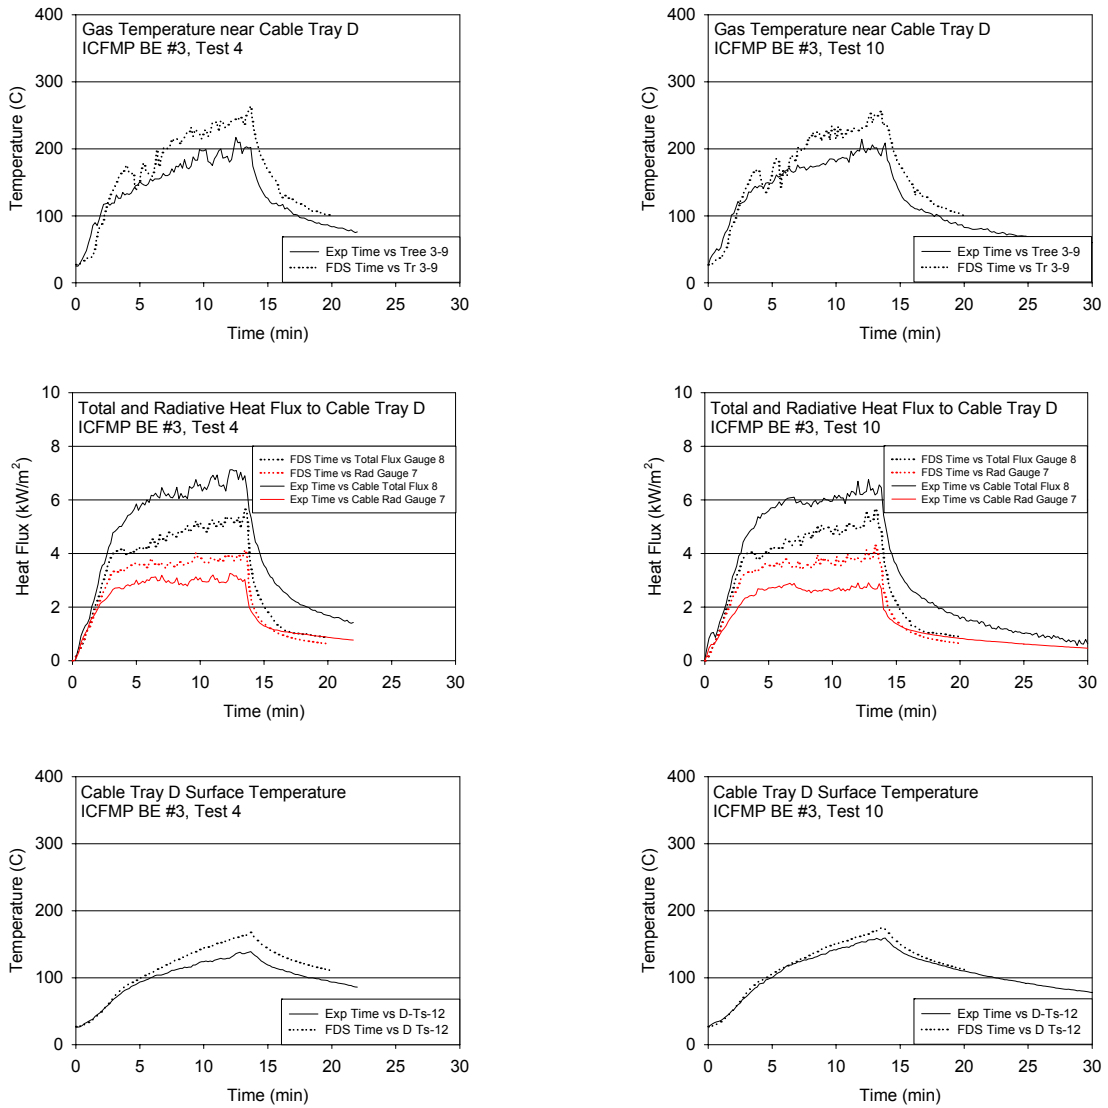 Gas Temperature near Cable Tray D
ICFMP BE #3, Test 4
Temperature (C)
400
300
200
100
0
Exp Time vs Tree 3-9
FDS Time vs Tr 3-9
0 5 10 15 20 25 30
Time (min)
Gas Temperature near Cable Tray D
ICFMP BE #3, Test 10
Temperature (C)
400
300
200
100
0
Exp Time vs Tree 3-9
FDS Time vs Tr 3-9
0 5 10 15 20 25 30
Time (min)
Total and Radiative Heat Flux to Cable Tray D
ICFMP BE #3, Test 4
Heat Flux (kW/m²)
10
8
6
4
2
0
FDS Time vs Total Flux Gauge 8
FDS Time vs Rad Gauge 7
Exp Time vs Cable Total Flux 8
Exp Time vs Cable Rad Gauge 7
0 5 10 15 20 25 30
Time (min)
Total and Radiative Heat Flux to Cable Tray D
ICFMP BE #3, Test 10
Heat Flux (kW/m²)
10
8
6
4
2
0
FDS Time vs Total Flux Gauge 8
FDS Time vs Rad Gauge 7
Exp Time vs Cable Total Flux 8
Exp Time vs Cable Rad Gauge 7
0 5 10 15 20 25 30
Time (min)
Cable Tray D Surface Temperature
ICFMP BE #3, Test 4
Temperature (C)
400
300
200
100
0
Exp Time vs D-Ts-12
FDS Time vs D Ts-12
0 5 10 15 20 25 30
Time (min)
Cable Tray D Surface Temperature
ICFMP BE #3, Test 10
Temperature (C)
400
300
200
100
0
Exp Time vs D-Ts-12
FDS Time vs D Ts-12
0 5 10 15 20 25 30
Time (min)